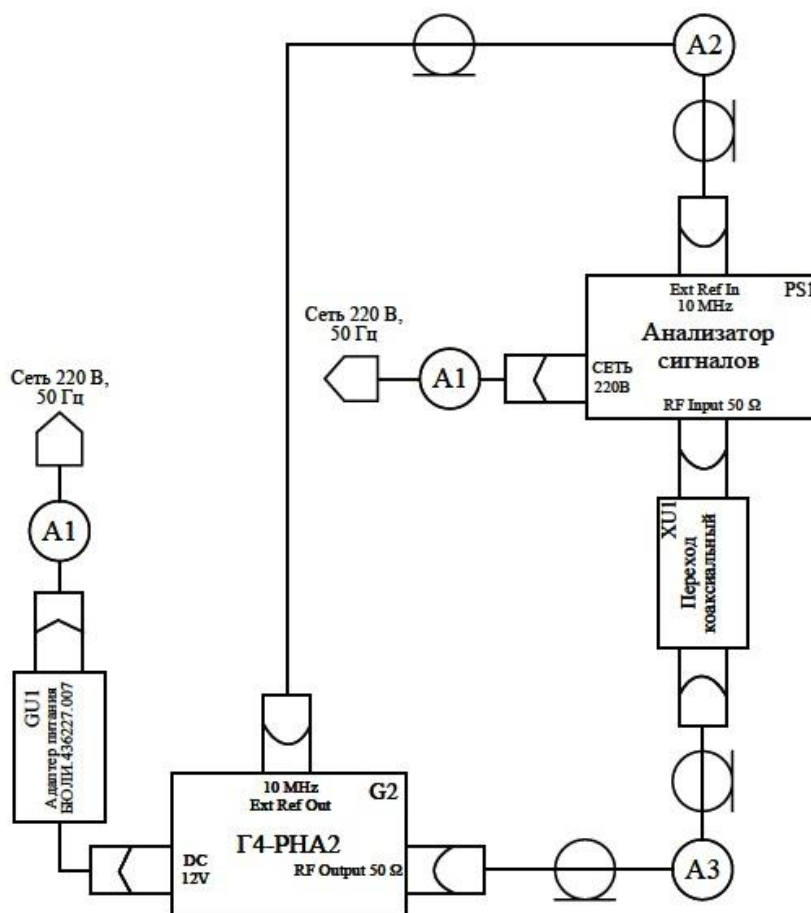 A2
Ext Ref In
10 MHz
PS1
Анализатор
сигналов
СЕТЬ
220В
RF Input 50 Ω
Сеть 220 В,
50 Гц
A1
Сеть 220 В,
50 Гц
A1
XU1
Переход
коаксиальный
GU1
Адаптер питания
БЮЛИ.436227.007
10 MHz
Ext Ref Out
G2
Г4-РНА2
DC
12V
RF Output 50 Ω
A3